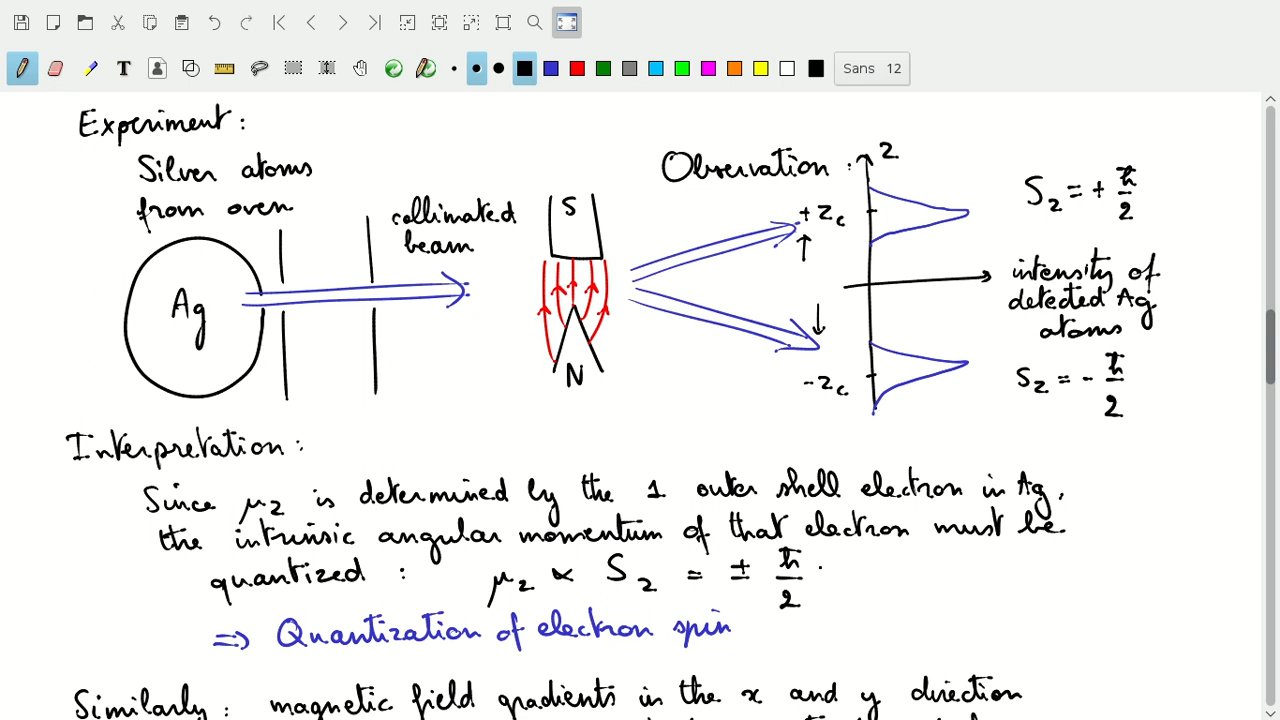 Sans 12
Experiment:
Silver atoms
from oven
Ag
collimated
beam
S
N
Observation:
z
+ z_c
- z_c
S_z = + ħ/2
intensity of
detected Ag
atoms
S_z = - ħ/2
Interpretation:
Since μ_z is determined by the 1 outer shell electron in Ag,
the intrinsic angular momentum of that electron must be
quantized: μ_z ∝ S_z = ± ħ/2.
⇒ Quantization of electron spin
Similarly: magnetic field gradients in the x and y direction